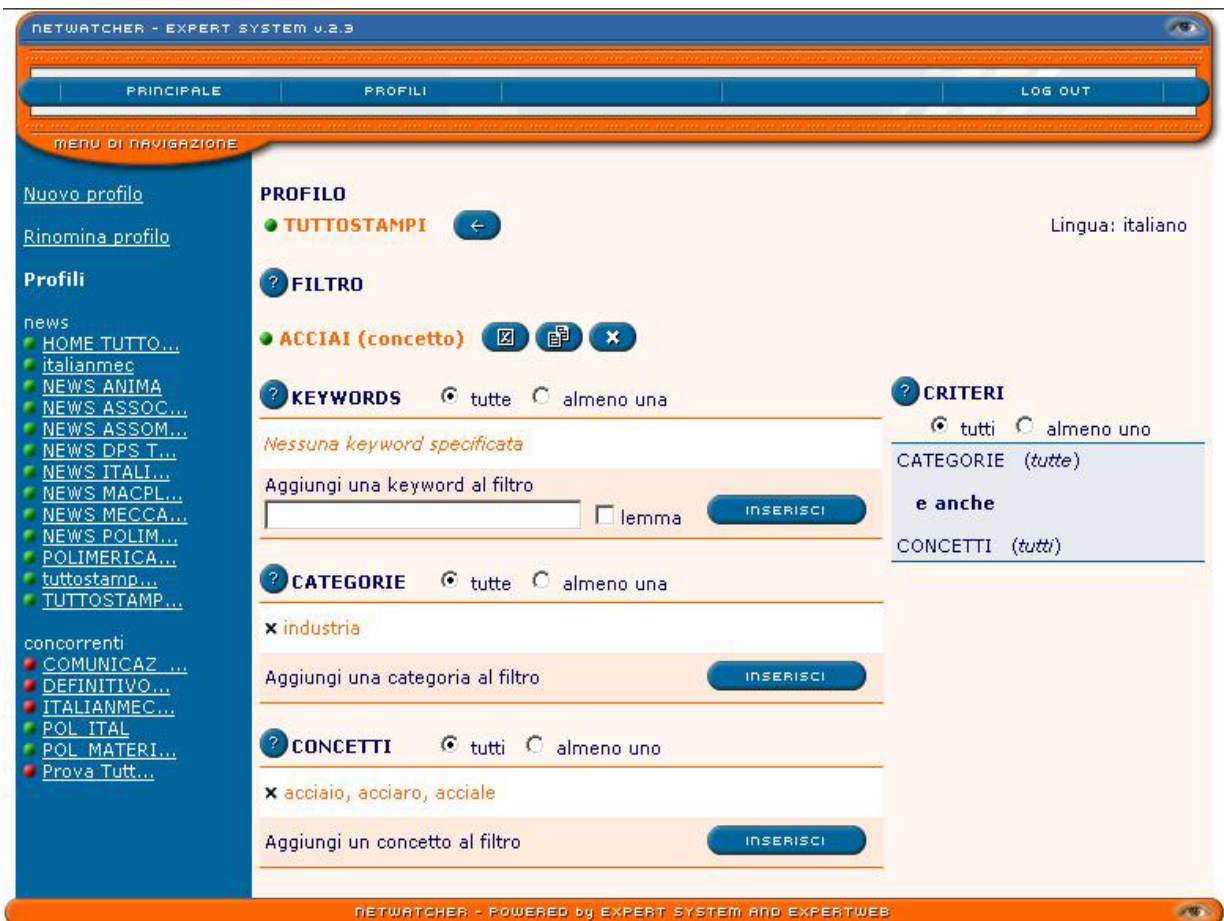 NETWATCHER - EXPERT SYSTEM v.2.3
PRINCIPALE PROFILI LOG OUT
MENU DI NAVIGAZIONE
Nuovo profilo
Rinomina profilo
Profili
news
HOME TUTTO...
italianmec
NEWS ANIMA
NEWS ASSOC...
NEWS ASSOM...
NEWS DPS T...
NEWS ITALI...
NEWS MACPL...
NEWS MECCA...
NEWS POLIM...
POLIMERICA...
tuttostamp...
TUTTOSTAMP...
concorrenti
COMUNICAZ_...
DEFINITIVO...
ITALIANMEC...
POL_ITAL
POL_MATERI...
Prova Tutt...
PROFILO
TUTTOSTAMPI
Lingua: italiano
? FILTRO
ACCIAI (concetto)
? KEYWORDS tutte almeno una
Nessuna keyword specificata
Aggiungi una keyword al filtro
lemma INSERISCI
? CATEGORIE tutte almeno una
x industria
Aggiungi una categoria al filtro INSERISCI
? CONCETTI tutti almeno uno
x acciaio, acciaro, acciale
Aggiungi un concetto al filtro INSERISCI
? CRITERI
tutti almeno uno
CATEGORIE (tutte)
e anche
CONCETTI (tutti)
NETWATCHER - POWERED by EXPERT SYSTEM AND EXPERTWEB